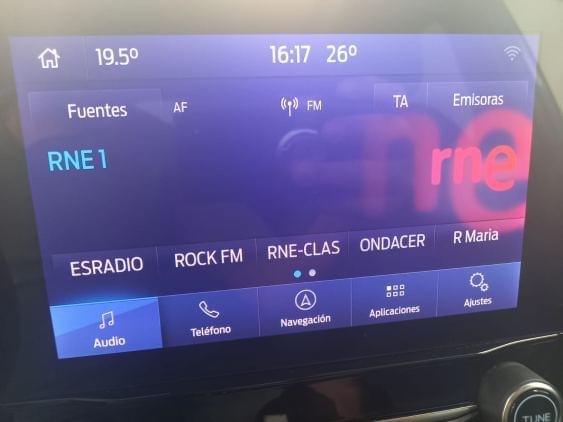 19.5º 16:17 26º
Fuentes AF FM TA Emisoras
RNE 1
rne
ESRADIO ROCK FM RNE-CLAS ONDACER R Maria
Audio Teléfono Navegación Aplicaciones Ajustes
TUNE